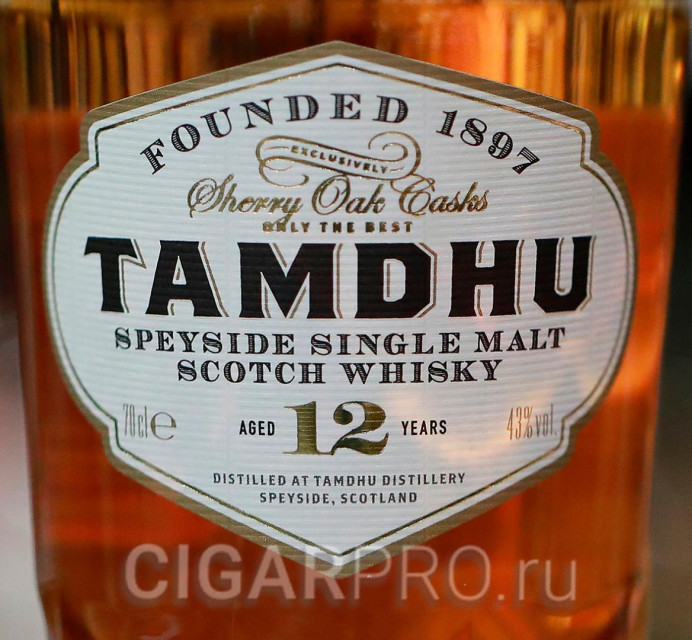 FOUNDED 1897
EXCLUSIVELY
Sherry Oak Casks
ONLY THE BEST
TAMDHU
SPEYSIDE SINGLE MALT
SCOTCH WHISKY
70cl e AGED 12 YEARS 43%vol.
DISTILLED AT TAMDHU DISTILLERY
SPEYSIDE, SCOTLAND
CIGARPRO.ru